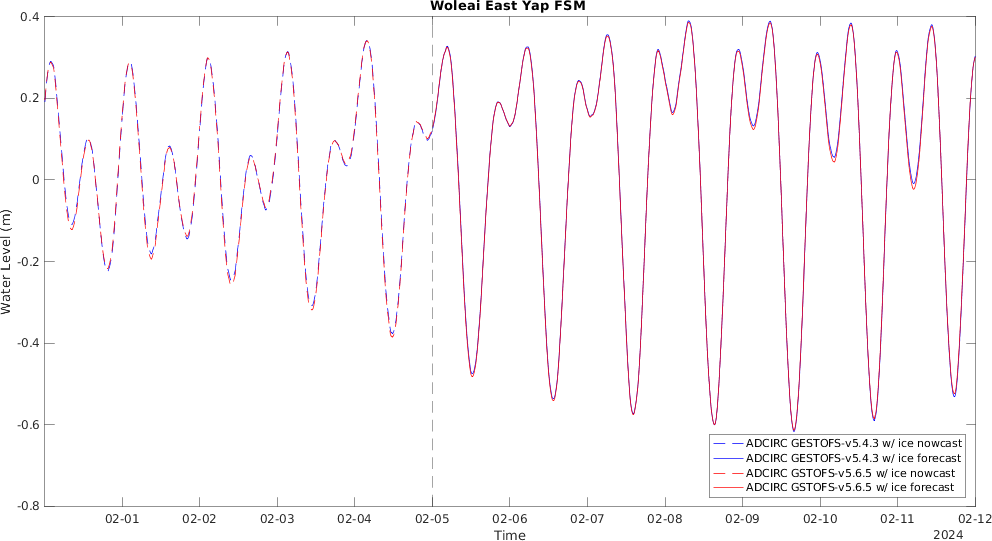 Woleai East Yap FSM
0.4
0.2
0
-0.2
-0.4
-0.6
-0.8
Water Level (m)
ADCIRC GESTOFS-v5.4.3 w/ ice nowcast
ADCIRC GESTOFS-v5.4.3 w/ ice forecast
ADCIRC GSTOFS-v5.6.5 w/ ice nowcast
ADCIRC GSTOFS-v5.6.5 w/ ice forecast
02-01 02-02 02-03 02-04 02-05 02-06 02-07 02-08 02-09 02-10 02-11 02-12
Time
2024